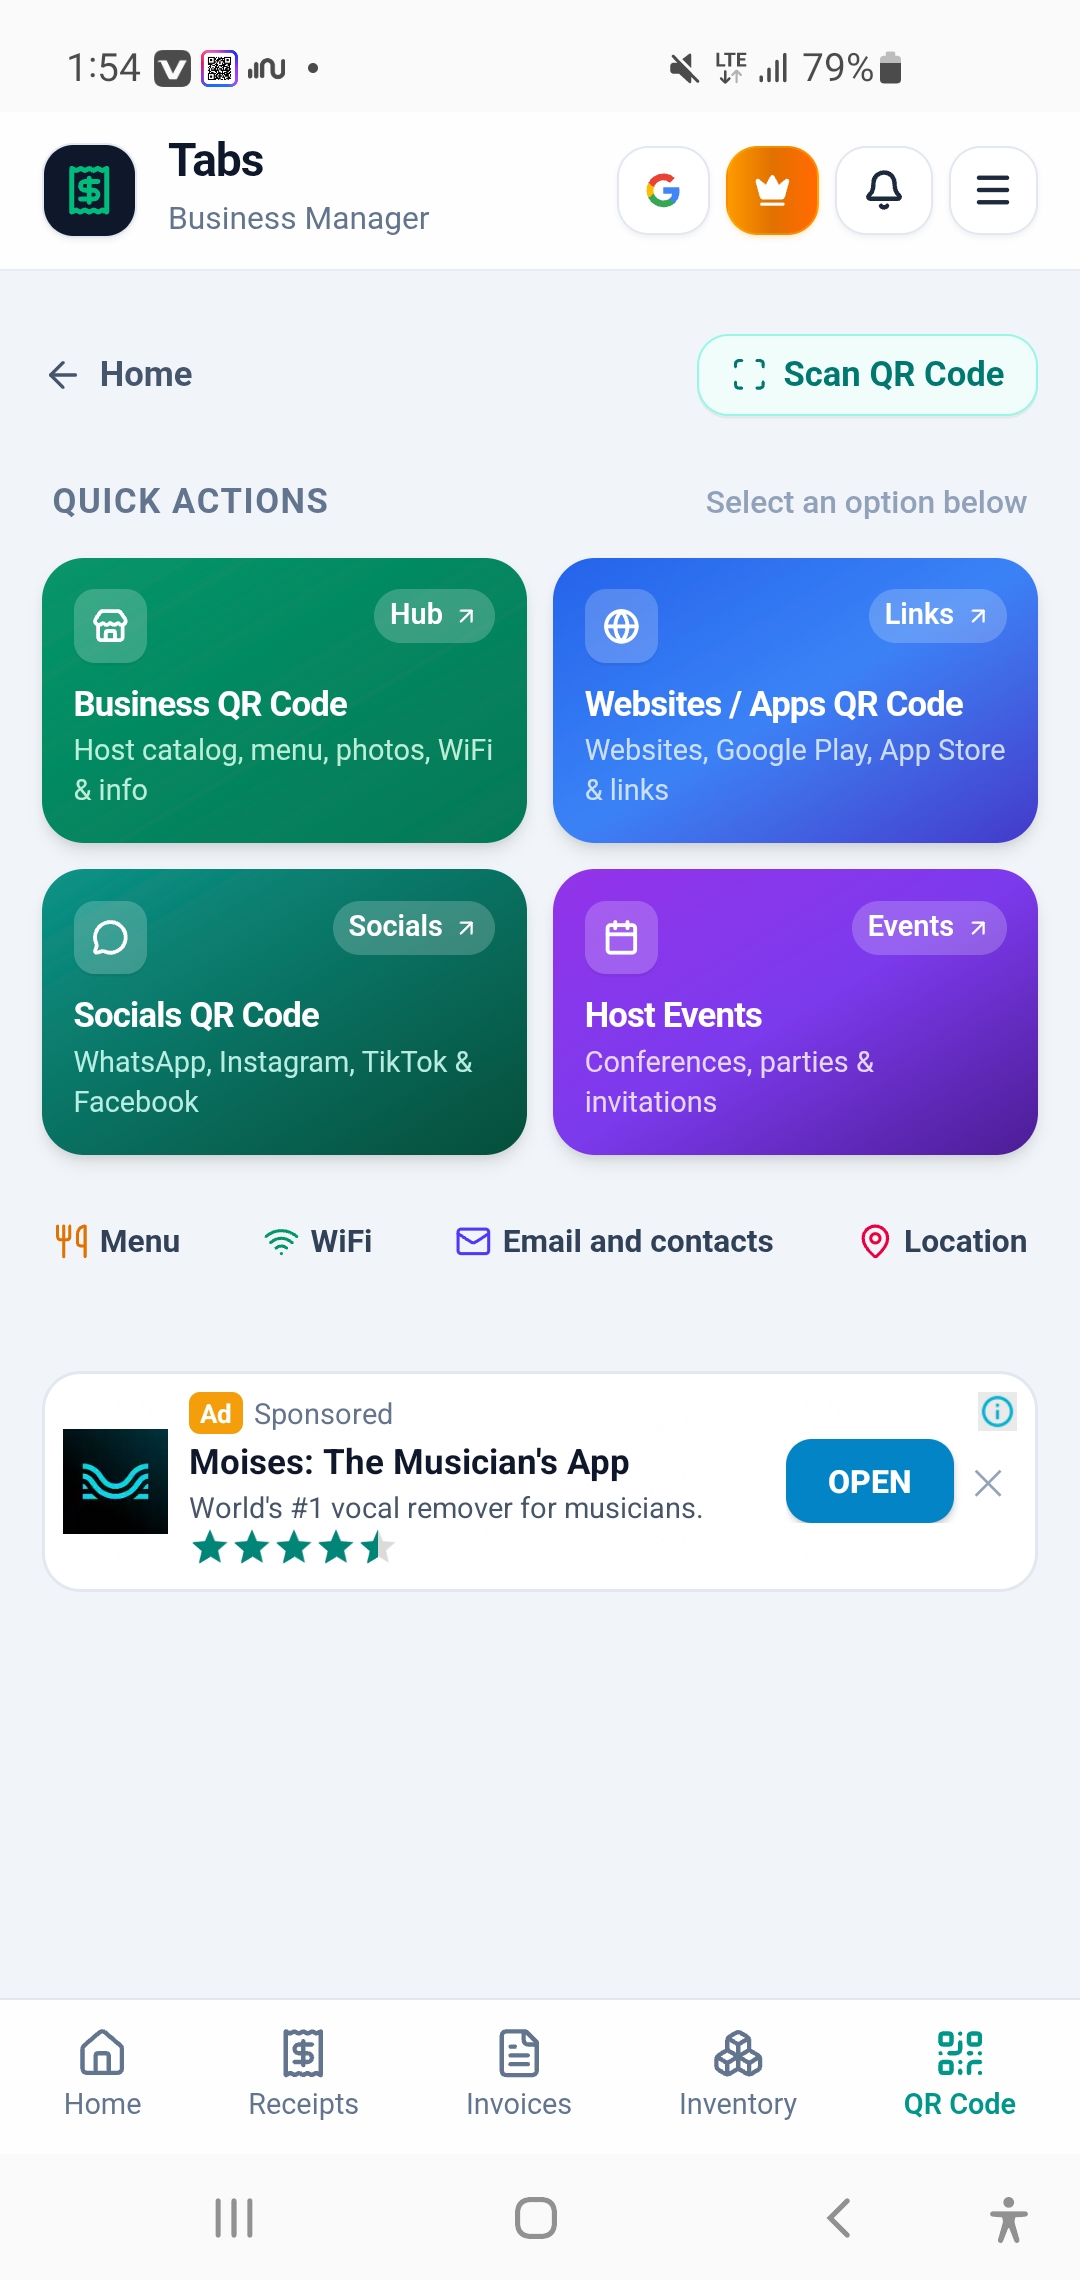 1:54
LTE
79%
Tabs
Business Manager
Home
Scan QR Code
QUICK ACTIONS
Select an option below
Hub
Business QR Code
Host catalog, menu, photos, WiFi
& info
Links
Websites / Apps QR Code
Websites, Google Play, App Store
& links
Socials
Socials QR Code
WhatsApp, Instagram, TikTok &
Facebook
Events
Host Events
Conferences, parties &
invitations
Menu
WiFi
Email and contacts
Location
Ad Sponsored
Moises: The Musician's App
World's #1 vocal remover for musicians.
OPEN
Home
Receipts
Invoices
Inventory
QR Code